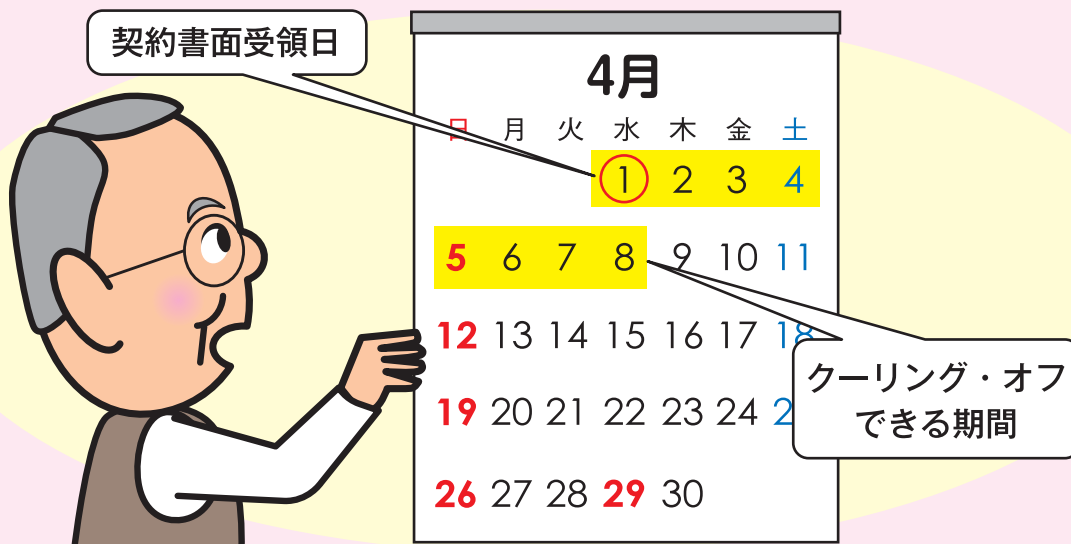 契約書面受領日
4月
日 月 火 水 木 金 土
1 2 3 4
5 6 7 8 9 10 11
12 13 14 15 16 17 18
19 20 21 22 23 24 2
26 27 28 29 30
クーリング・オフ
できる期間